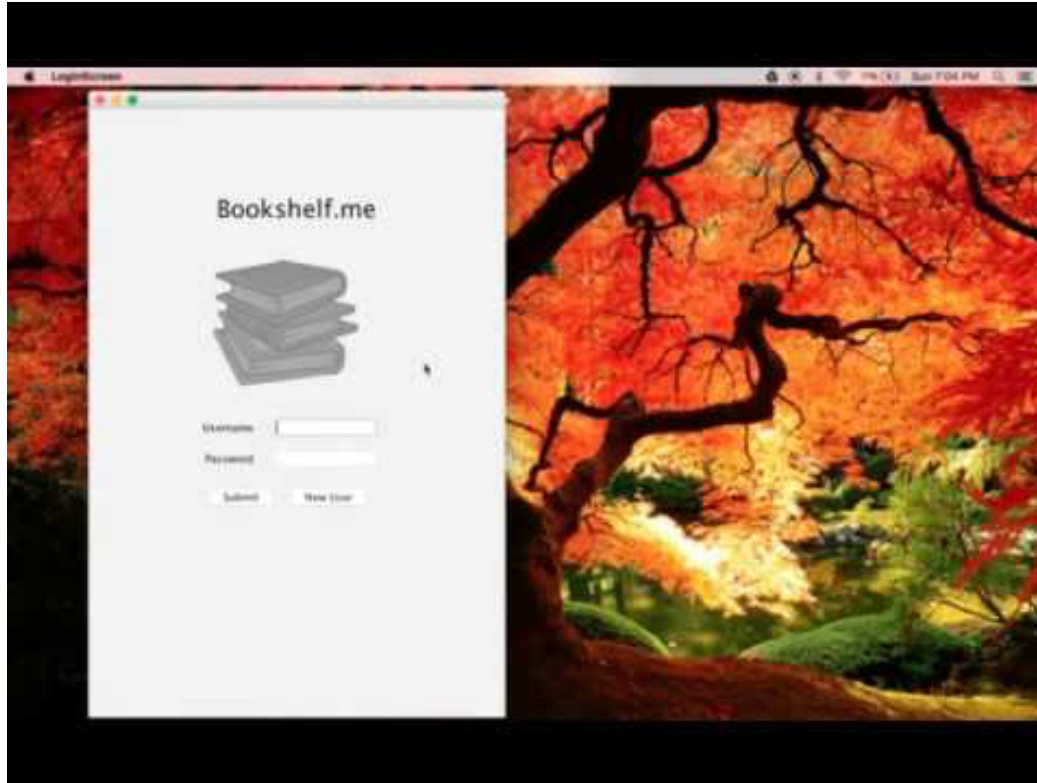 LoginScreen
Sun 7:04 PM
Bookshelf.me
Username
Password
Submit
New User